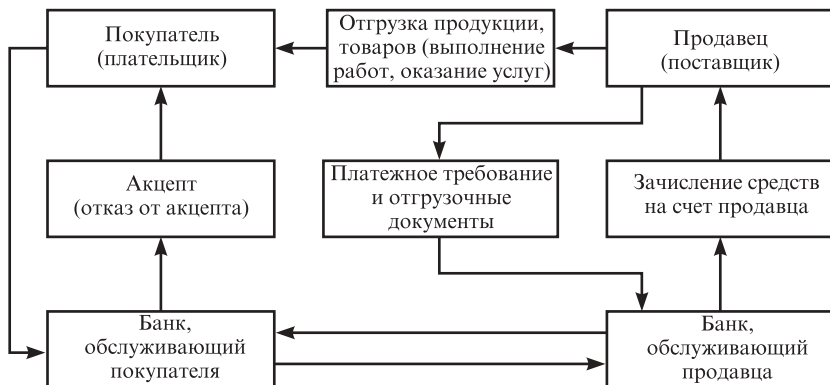 Покупатель
(плательщик)
Отгрузка продукции,
товаров (выполнение
работ, оказание услуг)
Продавец
(поставщик)
Акцепт
(отказ от акцепта)
Платежное требование
и отгрузочные
документы
Зачисление средств
на счет продавца
Банк,
обслуживающий
покупателя
Банк,
обслуживающий
продавца